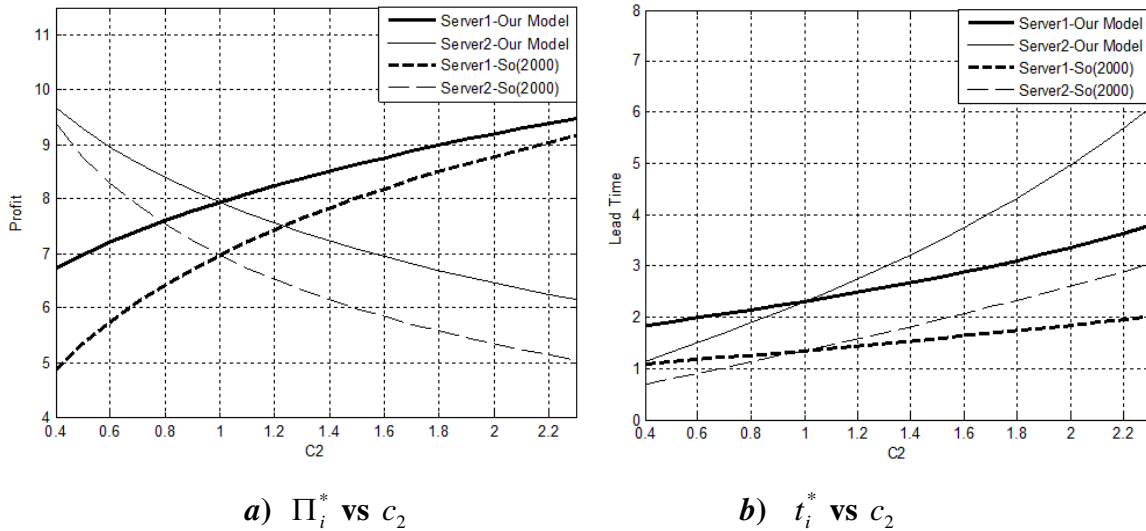 11
10
9
8
7
6
5
4
Profit
0.4 0.6 0.8 1 1.2 1.4 1.6 1.8 2 2.2
C2
Server1-Our Model
Server2-Our Model
Server1-So(2000)
Server2-So(2000)
a) Π*i vs c2
8
7
6
5
4
3
2
1
0
Lead Time
0.4 0.6 0.8 1 1.2 1.4 1.6 1.8 2 2.2
C2
Server1-Our Model
Server2-Our Model
Server1-So(2000)
Server2-So(2000)
b) t*i vs c2